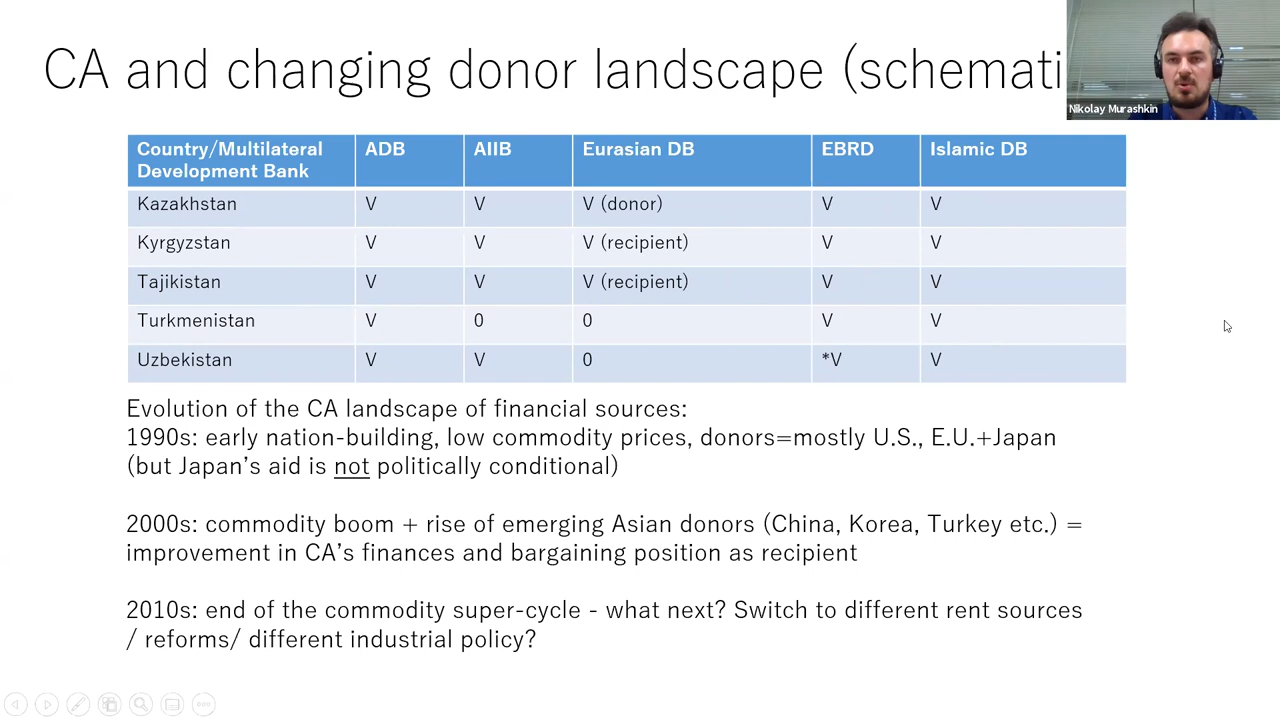 CA and changing donor landscape (schemati
Nikolay Murashkin
Country/Multilateral Development Bank ADB AIIB Eurasian DB EBRD Islamic DB
Kazakhstan V V V (donor) V V
Kyrgyzstan V V V (recipient) V V
Tajikistan V V V (recipient) V V
Turkmenistan V 0 0 V V
Uzbekistan V V 0 *V V
Evolution of the CA landscape of financial sources:
1990s: early nation-building, low commodity prices, donors=mostly U.S., E.U.+Japan
(but Japan's aid is not politically conditional)
2000s: commodity boom + rise of emerging Asian donors (China, Korea, Turkey etc.) =
improvement in CA's finances and bargaining position as recipient
2010s: end of the commodity super-cycle - what next? Switch to different rent sources
/ reforms/ different industrial policy?